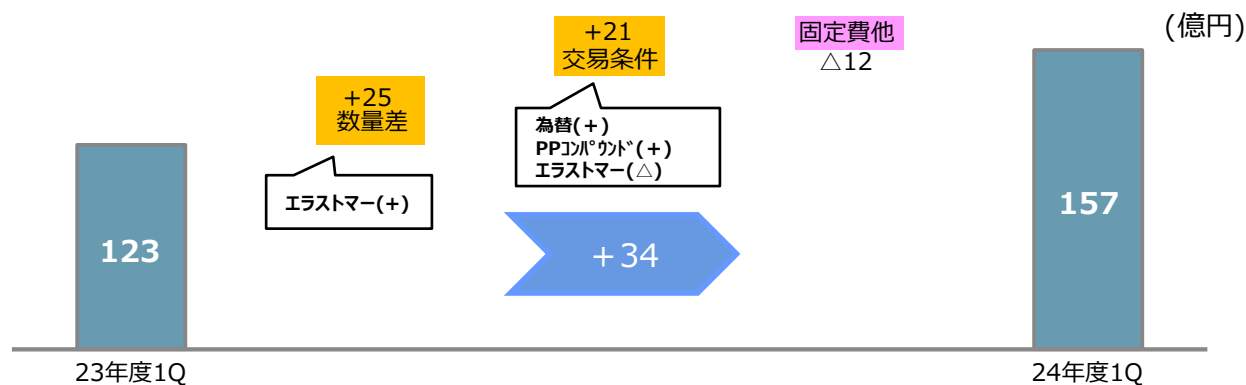 (億円)
+21
交易条件
固定費他
△12
+25
数量差
為替(+)
PPｺﾝﾊﾟｳﾝﾄﾞ(+)
エラストマー(△)
エラストマー(+)
123
＋34
157
23年度1Q
24年度1Q